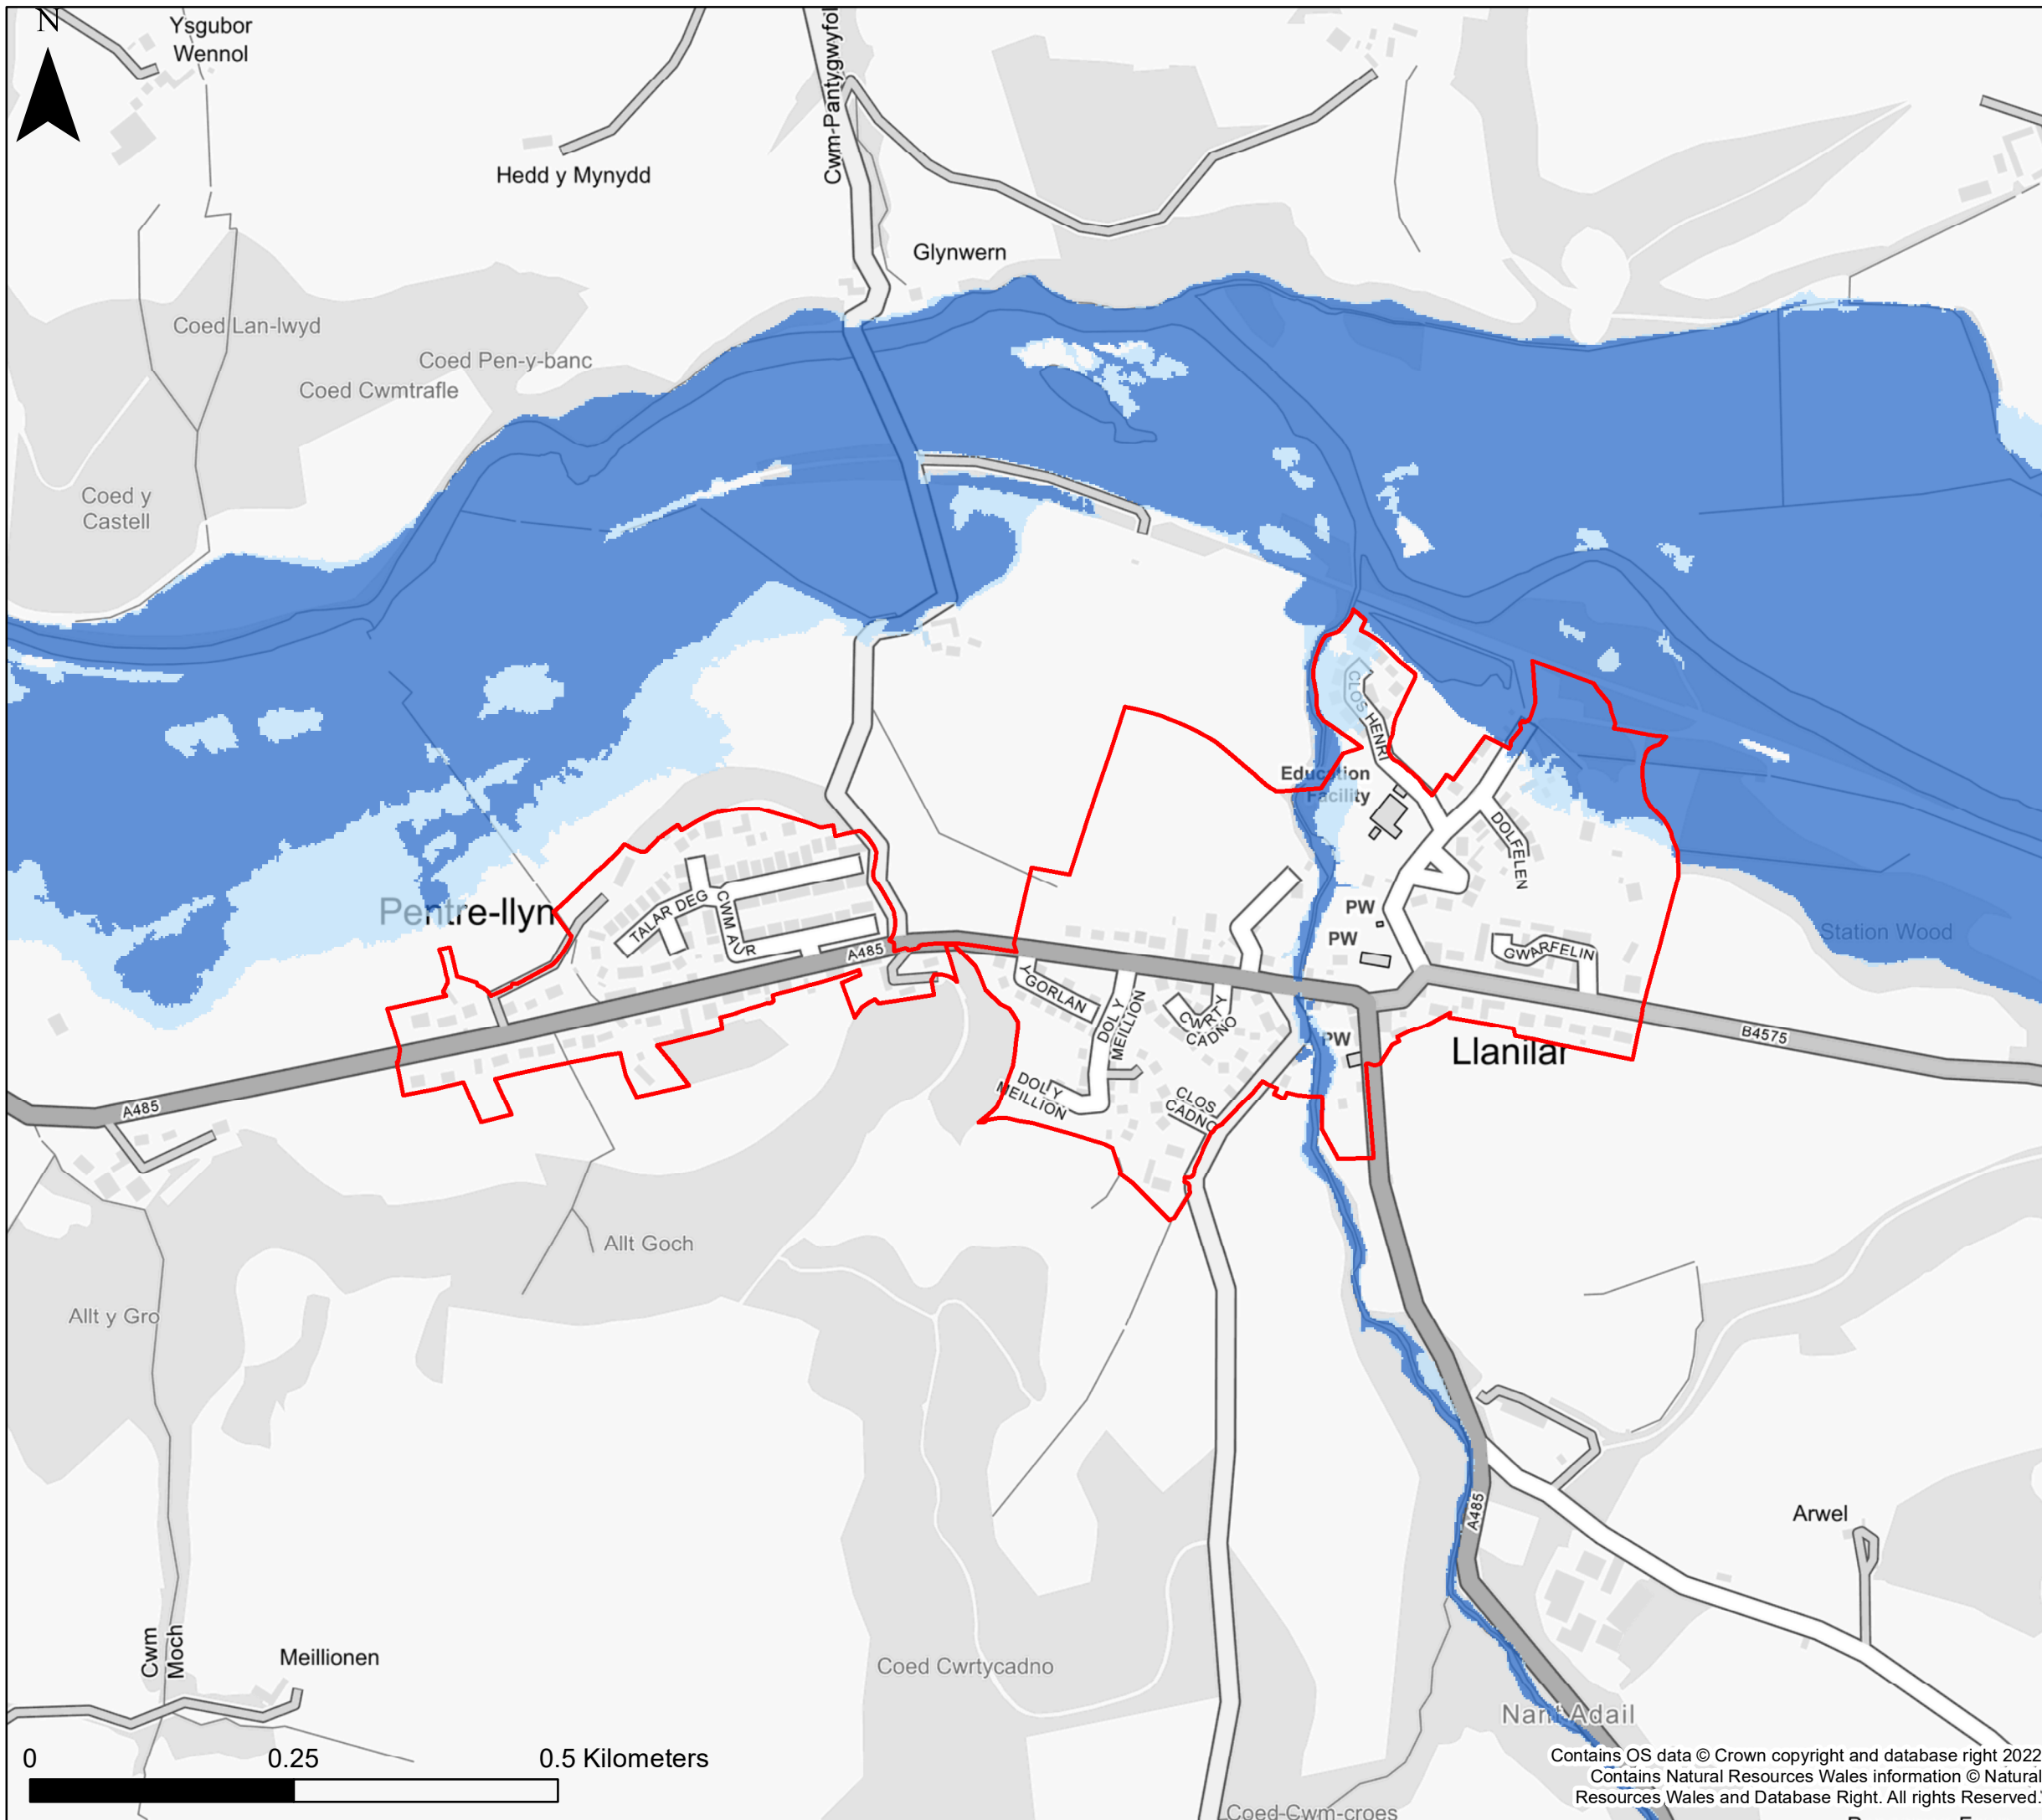 N
Ysgubor
Wennol
Cwm-Pantygwyfol
Hedd y Mynydd
Glynwern
Coed Lan-lwyd
Coed Pen-y-banc
Coed Cwmtrafle
Coed y
Castell
CLOS HENRI
Education
Facility
DOLFELEN
Pentre-llyn
TALAR DEG
CWM AUR
A485
PW
PW
GWARFELIN
Station Wood
Y GORLAN
DOL Y
MEILLION
CWRT Y
CADNO
PW
Llanilar
B4575
DOL Y
MEILLION
CLOS
CADNO
A485
Allt Goch
Allt y Gro
A485
Arwel
Cwm
Moch
Meillionen
Coed Cwrtycadno
Nant Adail
0 0.25 0.5 Kilometers
Contains OS data © Crown copyright and database right 2022
Contains Natural Resources Wales information © Natural
Resources Wales and Database Right. All rights Reserved.
Coed Cwm-croes